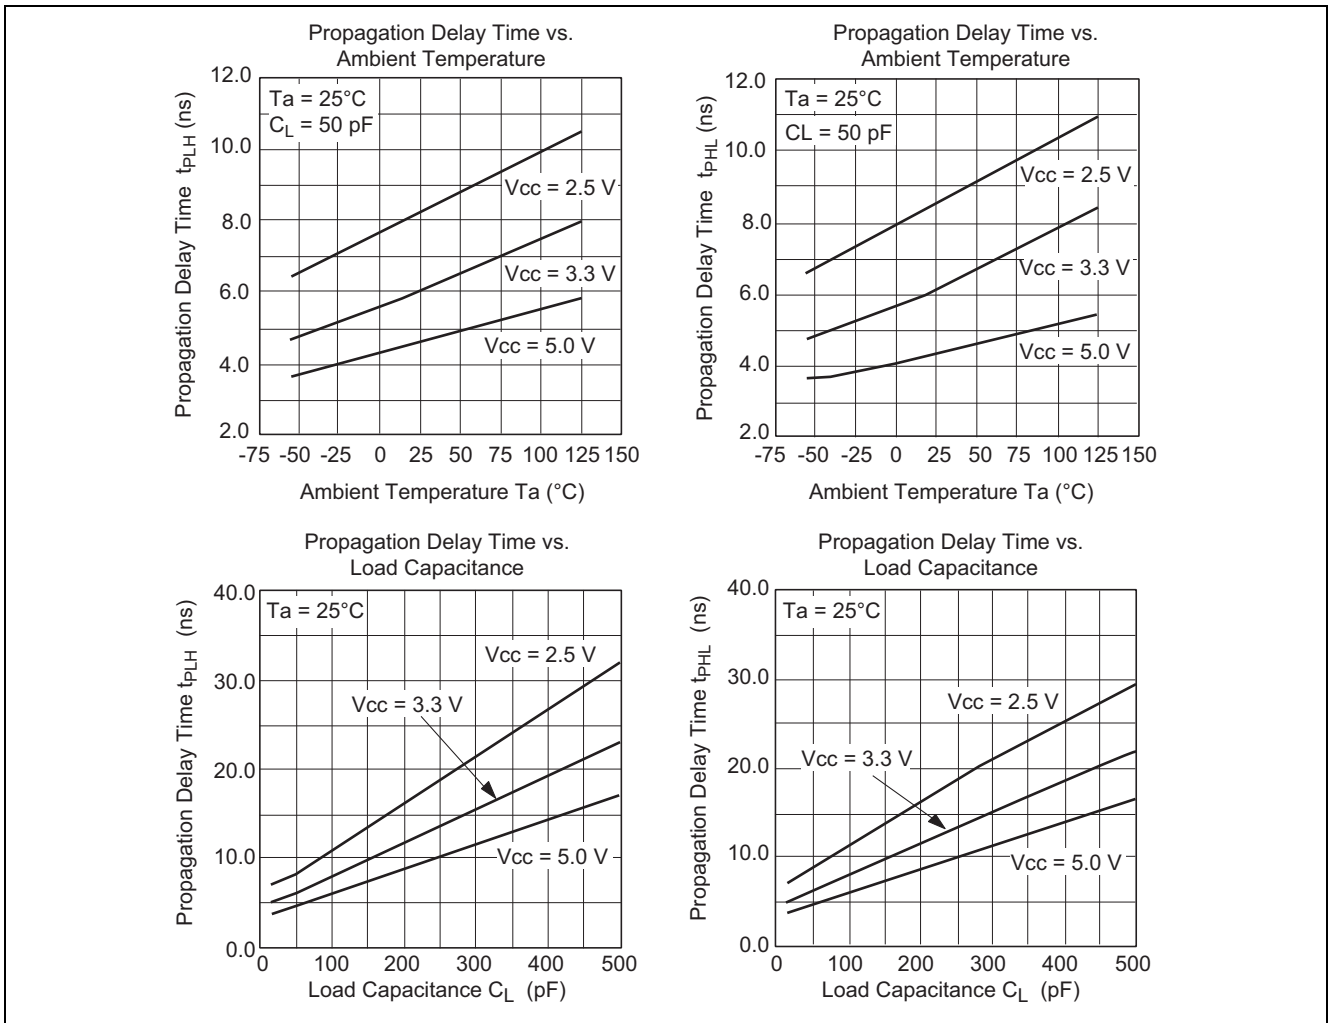 Propagation Delay Time vs.
Ambient Temperature
12.0
10.0
8.0
6.0
4.0
2.0
Propagation Delay Time tPLH (ns)
Ta = 25°C
CL = 50 pF
Vcc = 2.5 V
Vcc = 3.3 V
Vcc = 5.0 V
-75 -50 -25 0 25 50 75 100 125 150
Ambient Temperature Ta (°C)
Propagation Delay Time vs.
Ambient Temperature
12.0
10.0
8.0
6.0
4.0
2.0
Propagation Delay Time tPHL (ns)
Ta = 25°C
CL = 50 pF
Vcc = 2.5 V
Vcc = 3.3 V
Vcc = 5.0 V
-75 -50 -25 0 25 50 75 100 125 150
Ambient Temperature Ta (°C)
Propagation Delay Time vs.
Load Capacitance
40.0
30.0
20.0
10.0
0.0
Propagation Delay Time tPLH (ns)
Ta = 25°C
Vcc = 2.5 V
Vcc = 3.3 V
Vcc = 5.0 V
0 100 200 300 400 500
Load Capacitance CL (pF)
Propagation Delay Time vs.
Load Capacitance
40.0
30.0
20.0
10.0
0.0
Propagation Delay Time tPHL (ns)
Ta = 25°C
Vcc = 2.5 V
Vcc = 3.3 V
Vcc = 5.0 V
0 100 200 300 400 500
Load Capacitance CL (pF)